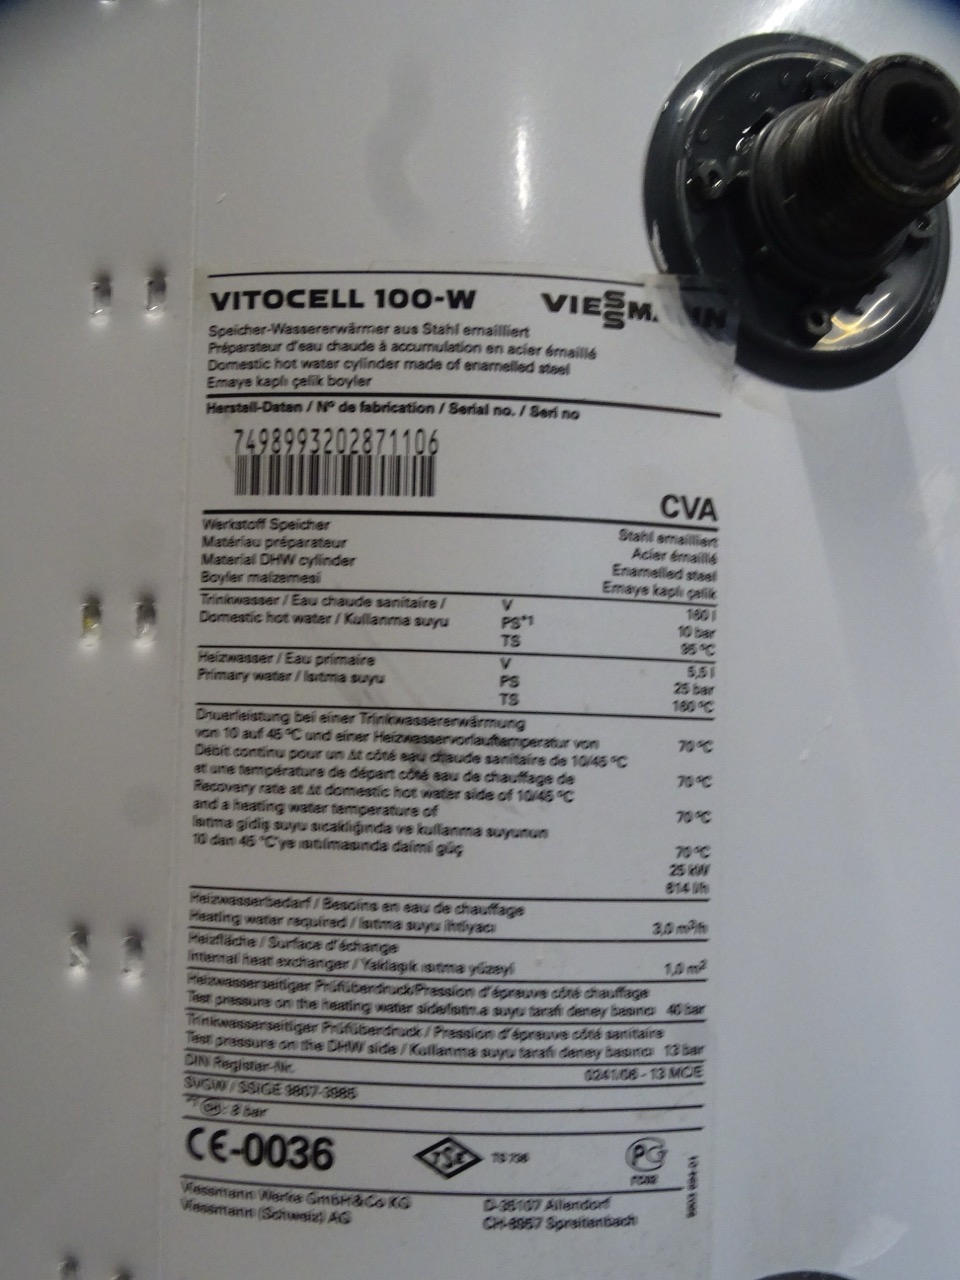 VITOCELL 100-W
VIESSM
Speicher-Wassererwärmer aus Stahl emailliert
Préparateur d'eau chaude à accumulation en acier émaillé
Domestic hot water cylinder made of enamelled steel
Emaye kaplı çelik boyler
Herstell-Daten / Nº de fabrication / Serial no. / Seri no
7498993202871106
CVA
Werkstoff Speicher Stahl emailliert
Matériau préparateur Acier émaillé
Material DHW cylinder Enamelled steel
Boyler malzemesi Emaye kaplı çelik
Trinkwasser / Eau chaude sanitaire / V 160 l
Domestic hot water / Kullanma suyu PS*1 10 bar
TS 95 °C
Heizwasser / Eau primaire V 5,5 l
Primary water / Isıtma suyu PS 25 bar
TS 160 °C
Dauerleistung bei einer Trinkwassererwärmung
von 10 auf 45 °C und einer Heizwasservorlauftemperatur von 70 °C
Débit continu pour un Δt côté eau chaude sanitaire de 10/45 °C
et une température de départ côté eau de chauffage de 70 °C
Recovery rate at Δt domestic hot water side of 10/45 °C
and a heating water temperature of 70 °C
Isıtma gidiş suyu sıcaklığında ve kullanma suyunun
10 dan 45 °C'ye ısıtılmasında daimi güç 70 °C
25 kW
614 l/h
Heizwasserbedarf / Besoins en eau de chauffage
Heating water required / Isıtma suyu ihtiyacı 3,0 m³/h
Heizfläche / Surface d'échange
Internal heat exchanger / Yaklaşık ısıtma yüzeyi 1,0 m²
Heizwasserseitiger Prüfüberdruck/Pression d'épreuve côté chauffage
Test pressure on the heating water side/Isıtma suyu tarafı deney basıncı 40 bar
Trinkwasserseitiger Prüfüberdruck / Pression d'épreuve côté sanitaire
Test pressure on the DHW side / Kullanma suyu tarafı deney basıncı 13 bar
DIN Register-Nr. 0241/06 - 13 MCE
SVGW / SSIGE
*1 CH: 6 bar
CE-0036
TSE
TS 736
PG
Viessmann Werke GmbH&Co KG D-35107 Allendorf
Viessmann (Schweiz) AG CH-8957 Spreitenbach